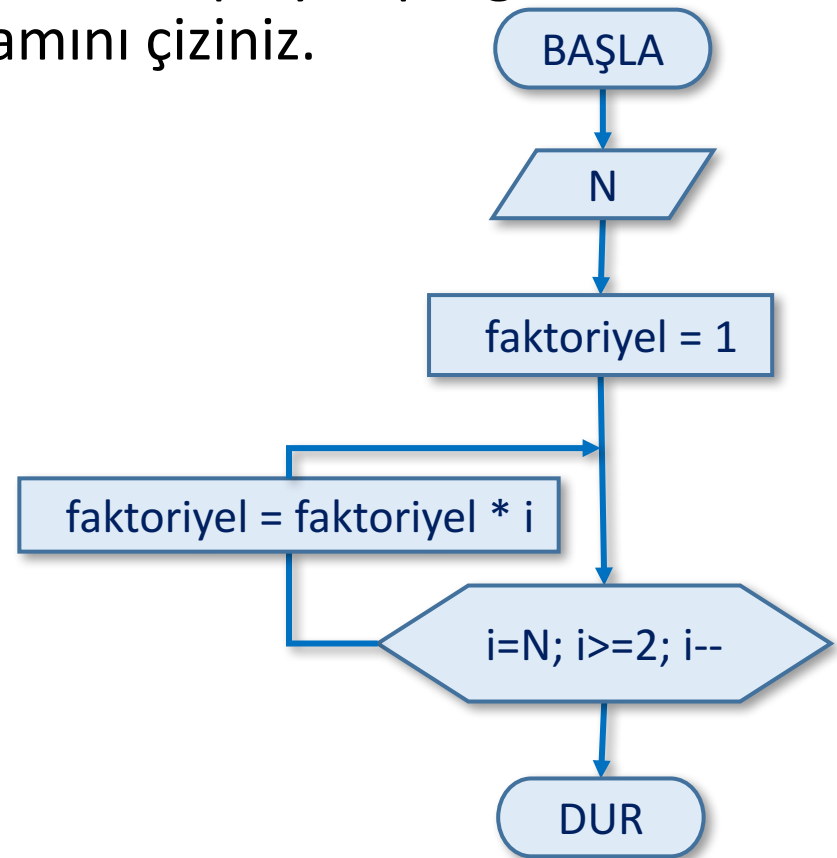 amını çiziniz.
BAŞLA
N
faktoriyel = 1
faktoriyel = faktoriyel * i
i=N; i>=2; i--
DUR